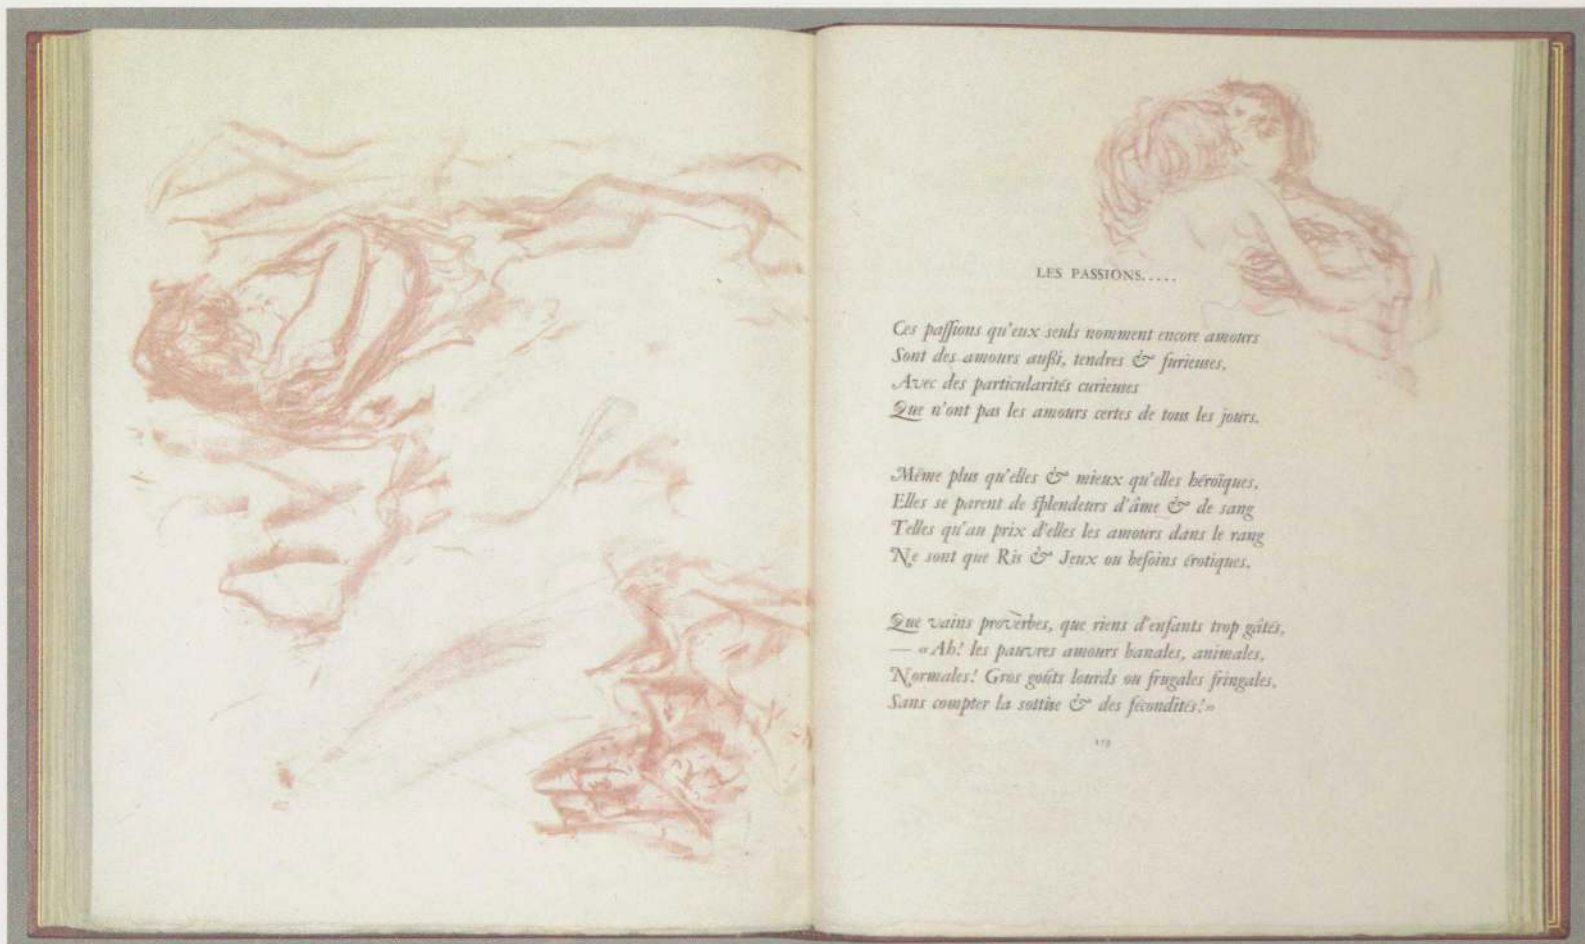 LES PASSIONS.....
Ces passions qu'eux seuls nomment encore amours
Sont des amours aussi, tendres & furieuses,
Avec des particularités curieuses
Que n'ont pas les amours certes de tous les jours.
Même plus qu'elles & mieux qu'elles héroïques,
Elles se parent de splendeurs d'âme & de sang
Telles qu'au prix d'elles les amours dans le rang
Ne sont que Ris & Jeux ou besoins érotiques,
Que vains proverbes, que riens d'enfants trop gâtés,
— «Ah! les pauvres amours banales, animales,
Normales! Gros goûts lourds ou frugales fringales,
Sans compter la sottise & des fécondités!»